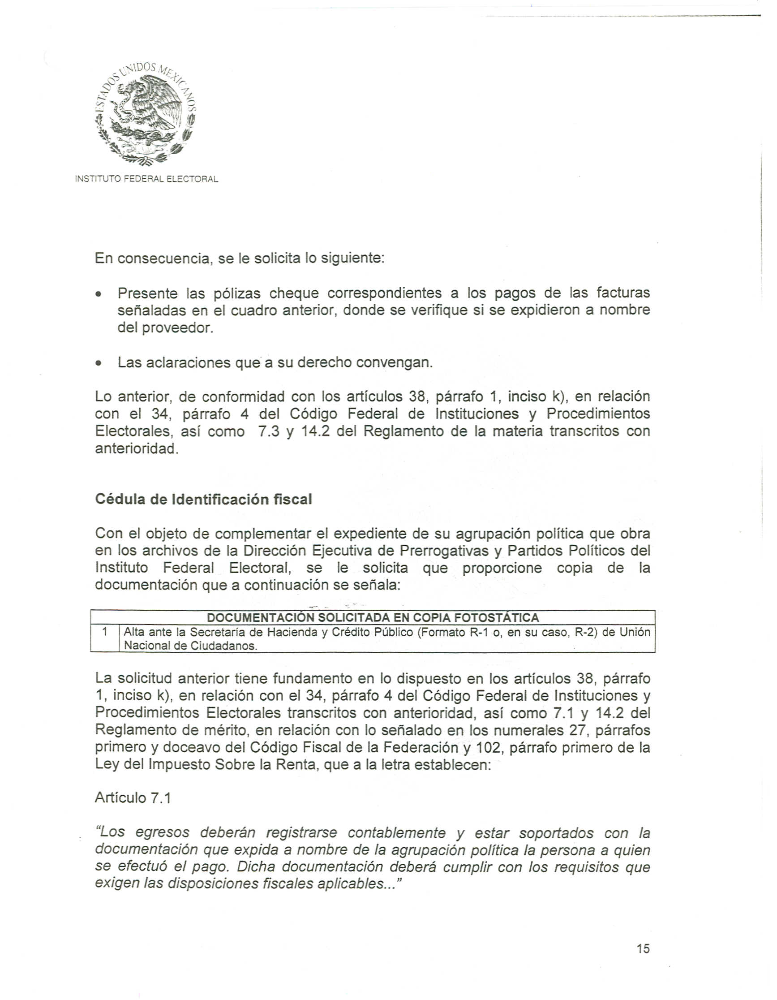 ESTADOS UNIDOS MEXICANOS
INSTITUTO FEDERAL ELECTORAL
En consecuencia, se le solicita lo siguiente:
• Presente las pólizas cheque correspondientes a los pagos de las facturas
señaladas en el cuadro anterior, donde se verifique si se expidieron a nombre
del proveedor.
• Las aclaraciones que a su derecho convengan.
Lo anterior, de conformidad con los artículos 38, párrafo 1, inciso k), en relación
con el 34, párrafo 4 del Código Federal de Instituciones y Procedimientos
Electorales, así como 7.3 y 14.2 del Reglamento de la materia transcritos con
anterioridad.
Cédula de Identificación fiscal
Con el objeto de complementar el expediente de su agrupación política que obra
en los archivos de la Dirección Ejecutiva de Prerrogativas y Partidos Políticos del
Instituto Federal Electoral, se le solicita que proporcione copia de la
documentación que a continuación se señala:
DOCUMENTACIÓN SOLICITADA EN COPIA FOTOSTÁTICA
1 Alta ante la Secretaría de Hacienda y Crédito Público (Formato R-1 o, en su caso, R-2) de Unión
Nacional de Ciudadanos.
La solicitud anterior tiene fundamento en lo dispuesto en los artículos 38, párrafo
1, inciso k), en relación con el 34, párrafo 4 del Código Federal de Instituciones y
Procedimientos Electorales transcritos con anterioridad, así como 7.1 y 14.2 del
Reglamento de mérito, en relación con lo señalado en los numerales 27, párrafos
primero y doceavo del Código Fiscal de la Federación y 102, párrafo primero de la
Ley del Impuesto Sobre la Renta, que a la letra establecen:
Artículo 7.1
“Los egresos deberán registrarse contablemente y estar soportados con la
documentación que expida a nombre de la agrupación política la persona a quien
se efectuó el pago. Dicha documentación deberá cumplir con los requisitos que
exigen las disposiciones fiscales aplicables...”
15